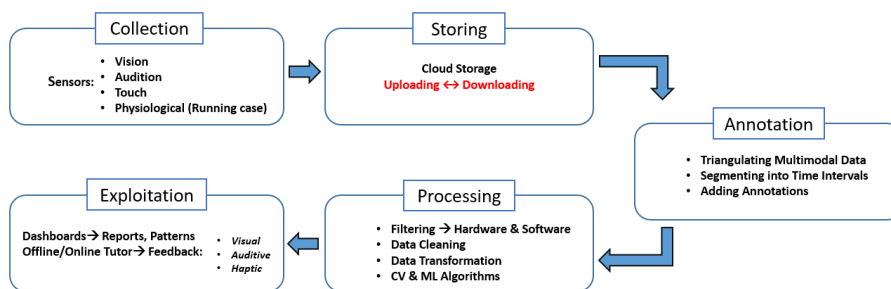 Collection
Sensors:
• Vision
• Audition
• Touch
• Physiological (Running case)
Storing
Cloud Storage
Uploading ↔ Downloading
Annotation
• Triangulating Multimodal Data
• Segmenting into Time Intervals
• Adding Annotations
Processing
• Filtering → Hardware & Software
• Data Cleaning
• Data Transformation
• CV & ML Algorithms
Exploitation
Dashboards→ Reports, Patterns
Offline/Online Tutor→ Feedback:
• Visual
• Auditive
• Haptic